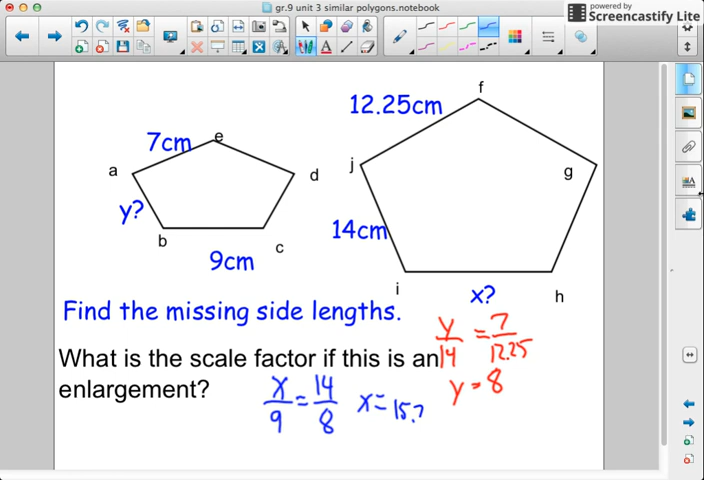 gr.9 unit 3 similar polygons.notebook
powered by
Screencastify Lite
12.25cm
f
7cm
e
a
d
j
g
y?
14cm
b
c
9cm
i
x?
h
Find the missing side lengths.
y/14 = 7/12.25
What is the scale factor if this is an
enlargement?
y = 8
x/9 = 14/8 x = 15.?